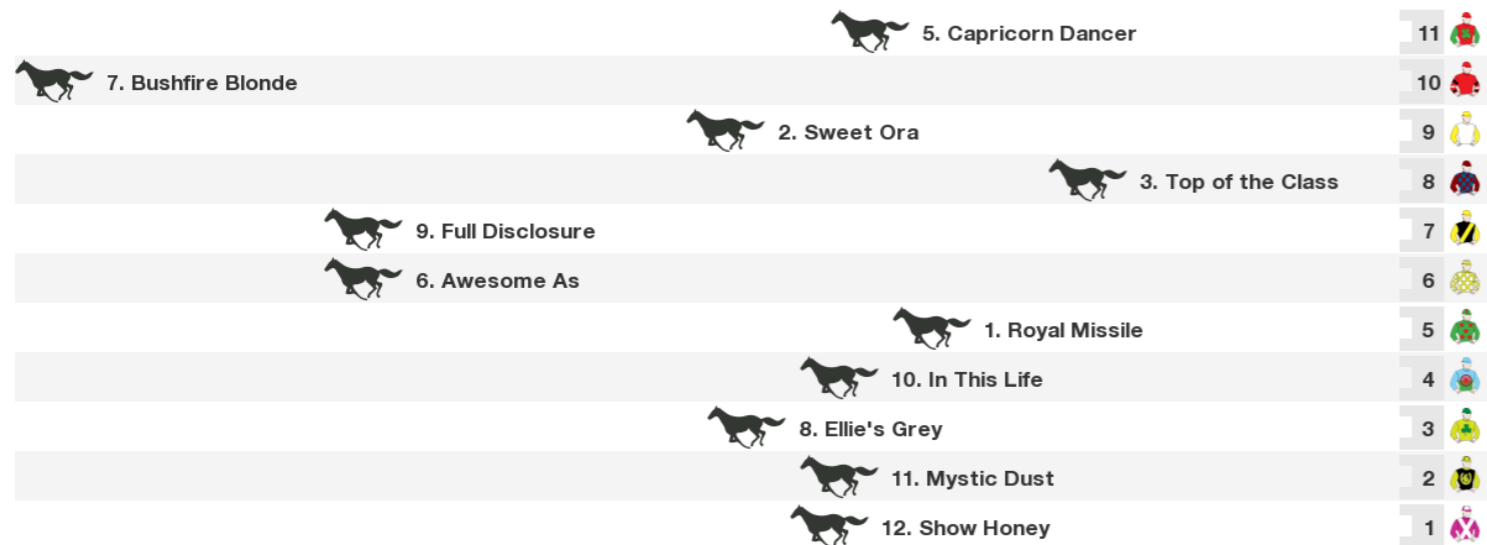 5. Capricorn Dancer 11
7. Bushfire Blonde 10
2. Sweet Ora 9
3. Top of the Class 8
9. Full Disclosure 7
6. Awesome As 6
1. Royal Missile 5
10. In This Life 4
8. Ellie's Grey 3
11. Mystic Dust 2
12. Show Honey 1